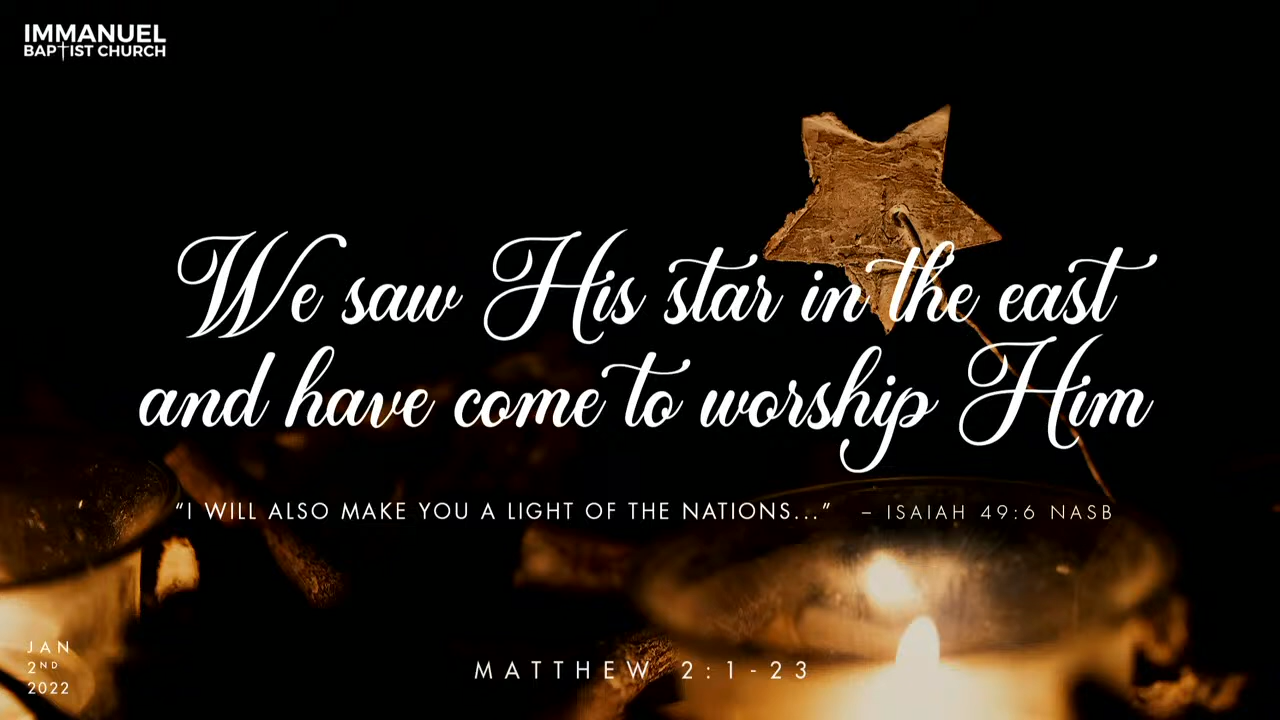 IMMANUEL
BAPTIST CHURCH
We saw His star in the east
and have come to worship Him
“I WILL ALSO MAKE YOU A LIGHT OF THE NATIONS...” – ISAIAH 49:6 NASB
JAN
2ND
2022
MATTHEW 2:1-23